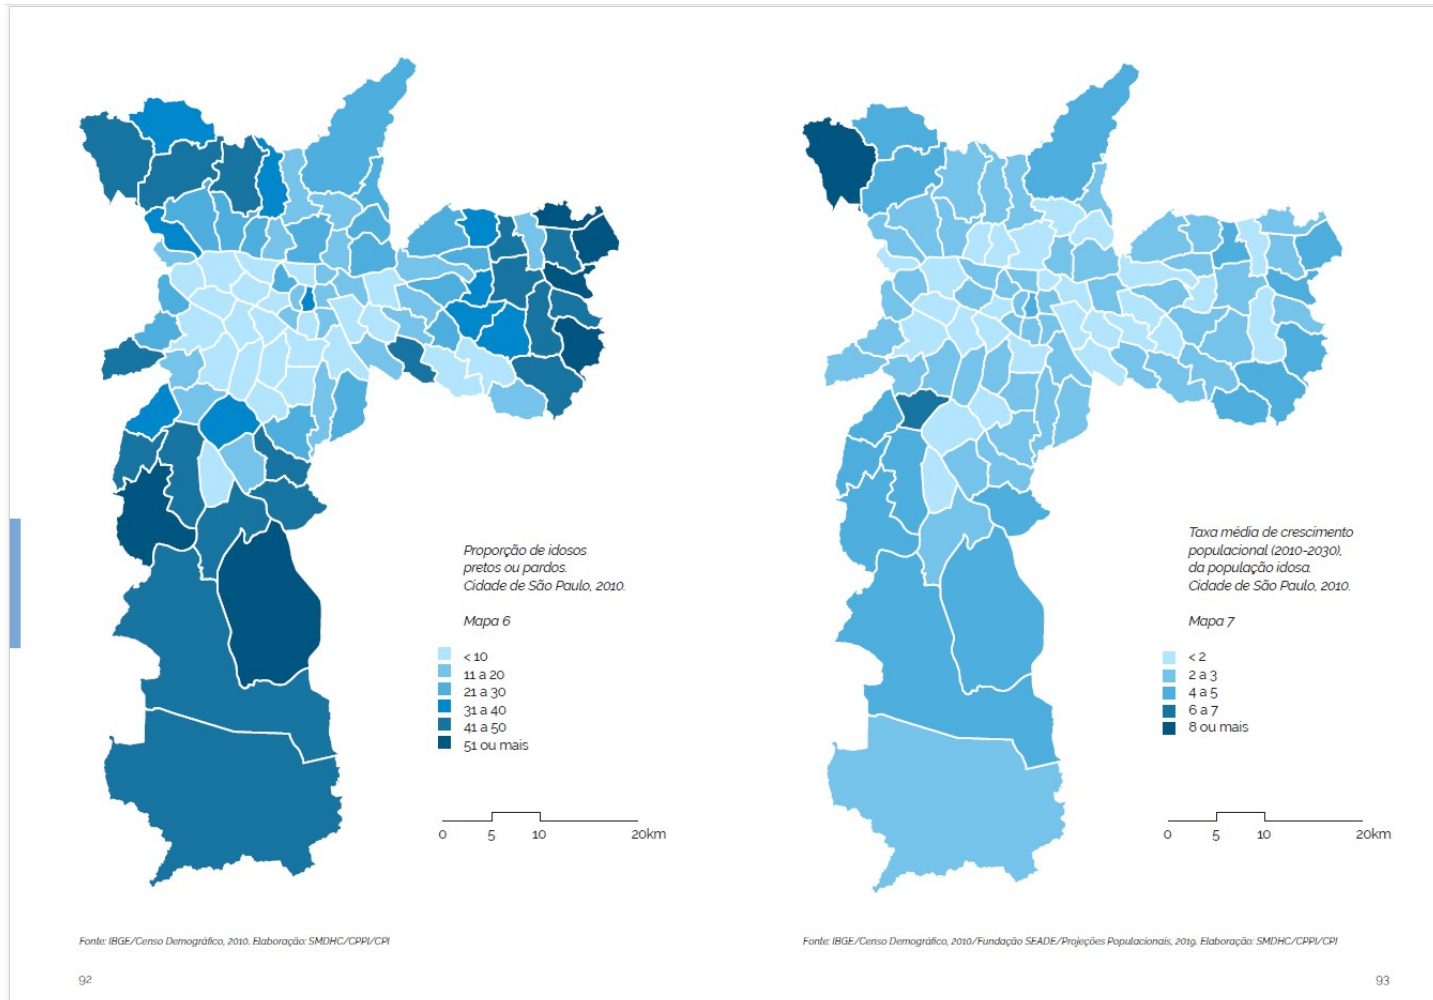 Proporção de idosos
pretos ou pardos.
Cidade de São Paulo, 2010.
Mapa 6
< 10
11 a 20
21 a 30
31 a 40
41 a 50
51 ou mais
0 5 10 20km
Fonte: IBGE/Censo Demográfico, 2010. Elaboração: SMDHC/CPPI/CPI
92
Taxa média de crescimento
populacional (2010-2030),
da população idosa.
Cidade de São Paulo, 2010.
Mapa 7
< 2
2 a 3
4 a 5
6 a 7
8 ou mais
0 5 10 20km
Fonte: IBGE/Censo Demográfico, 2010/Fundação SEADE/Projeções Populacionais, 2019. Elaboração: SMDHC/CPPI/CPI
93